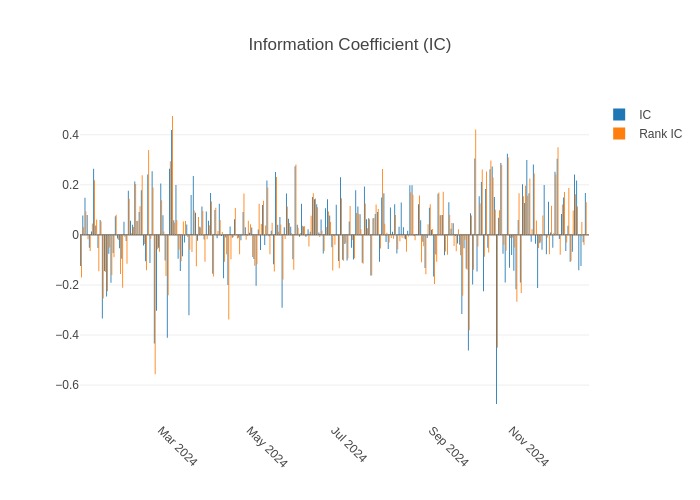 Information Coefficient (IC)
IC
Rank IC
0.4
0.2
0
−0.2
−0.4
−0.6
Mar 2024
May 2024
Jul 2024
Sep 2024
Nov 2024